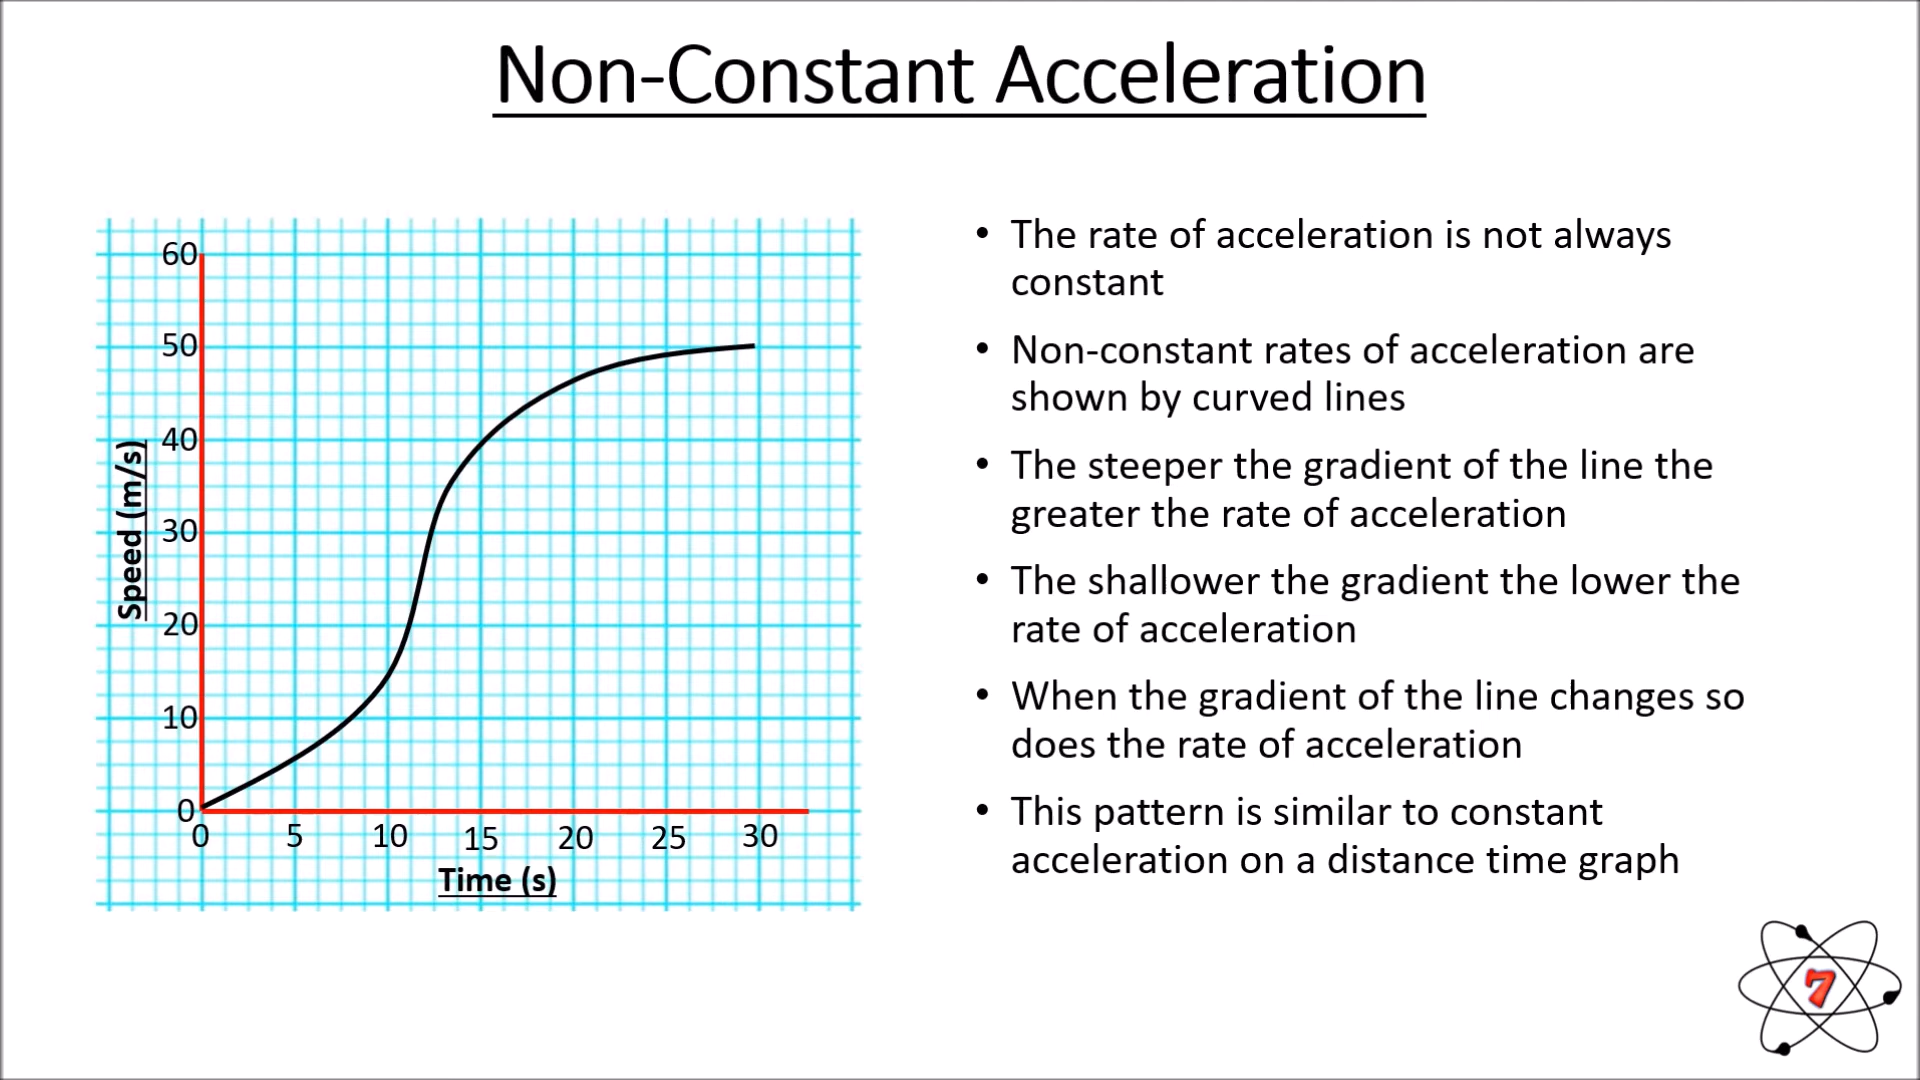 Non-Constant Acceleration
60
50
40
30
20
10
0
0 5 10 15 20 25 30
Speed (m/s)
Time (s)
• The rate of acceleration is not always
constant
• Non-constant rates of acceleration are
shown by curved lines
• The steeper the gradient of the line the
greater the rate of acceleration
• The shallower the gradient the lower the
rate of acceleration
• When the gradient of the line changes so
does the rate of acceleration
• This pattern is similar to constant
acceleration on a distance time graph
7